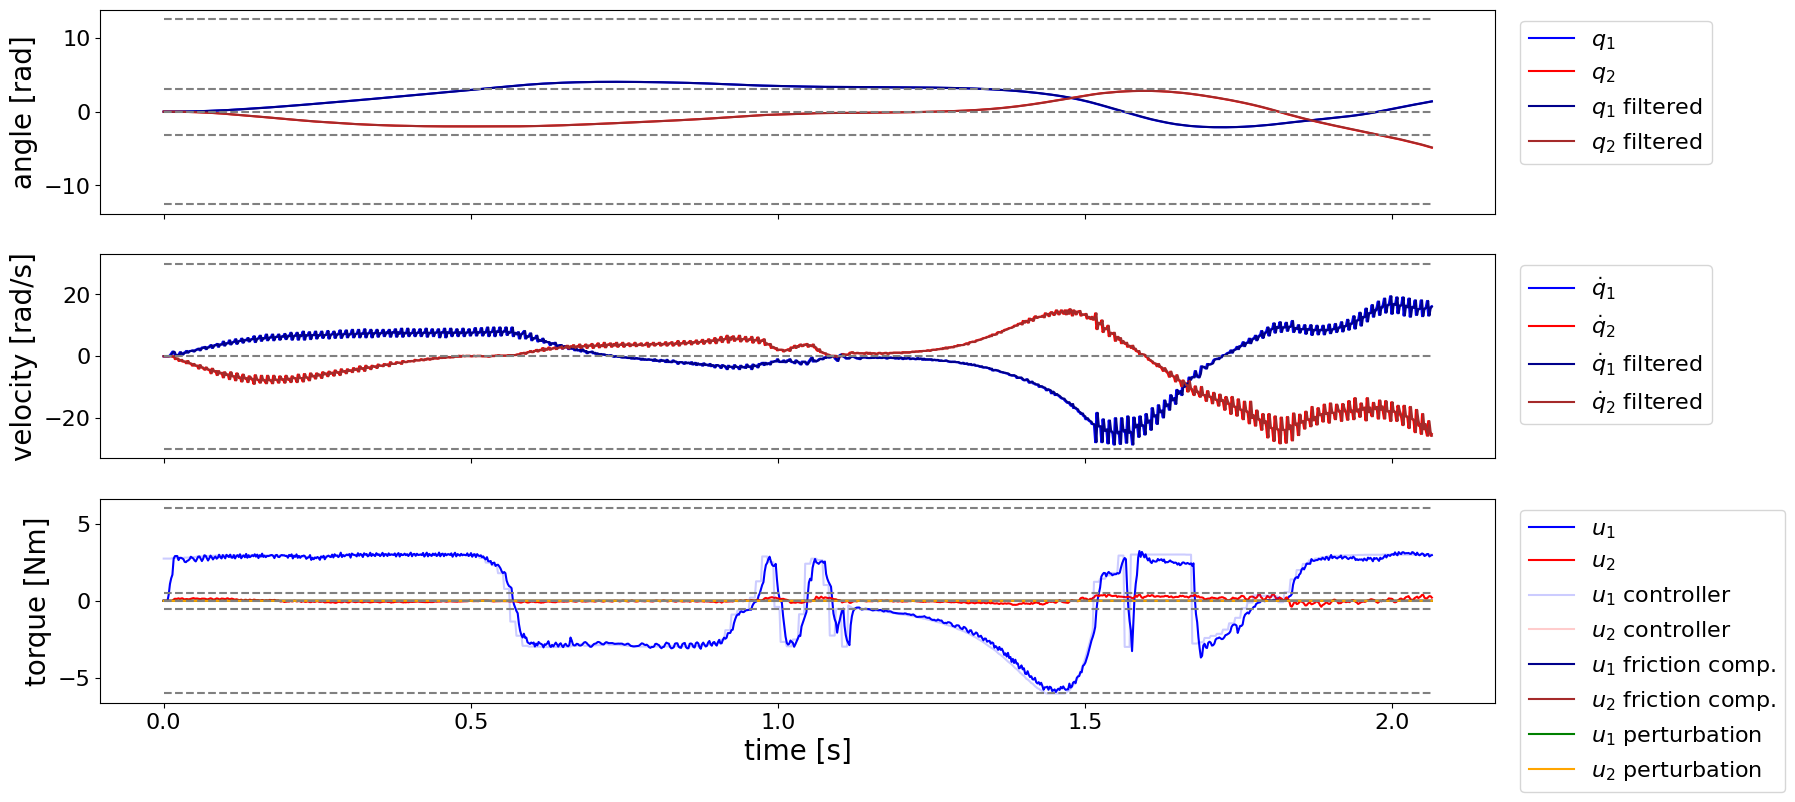 angle [rad]
10
0
−10
q₁
q₂
q₁ filtered
q₂ filtered
velocity [rad/s]
20
0
−20
q̇₁
q̇₂
q̇₁ filtered
q̇₂ filtered
torque [Nm]
5
0
−5
0.0 0.5 1.0 1.5 2.0
time [s]
u₁
u₂
u₁ controller
u₂ controller
u₁ friction comp.
u₂ friction comp.
u₁ perturbation
u₂ perturbation